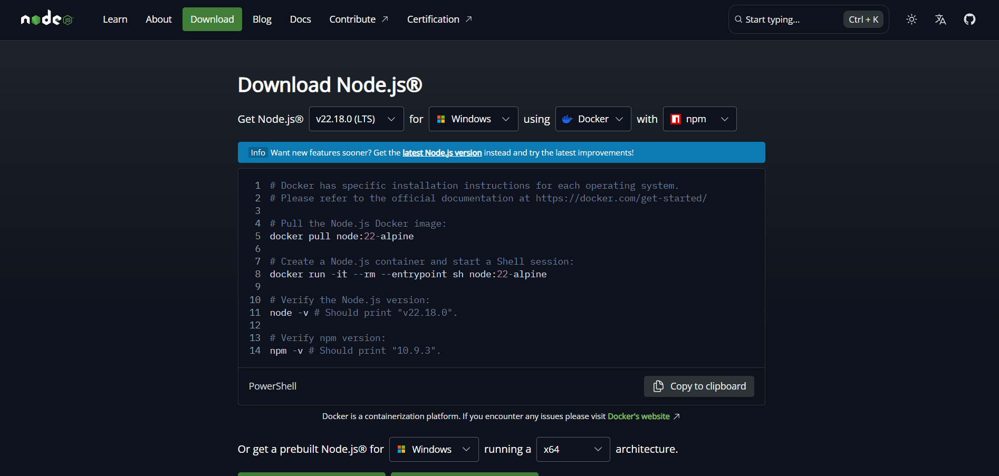 node JS
Learn About Download Blog Docs Contribute Certification Start typing... Ctrl + K
Download Node.js®
Get Node.js® v22.18.0 (LTS) for Windows using Docker with npm
Info Want new features sooner? Get the latest Node.js version instead and try the latest improvements!
1 # Docker has specific installation instructions for each operating system.
2 # Please refer to the official documentation at https://docker.com/get-started/
3
4 # Pull the Node.js Docker image:
5 docker pull node:22-alpine
6
7 # Create a Node.js container and start a Shell session:
8 docker run -it --rm --entrypoint sh node:22-alpine
9
10 # Verify the Node.js version:
11 node -v # Should print "v22.18.0".
12
13 # Verify npm version:
14 npm -v # Should print "10.9.3".
PowerShell Copy to clipboard
Docker is a containerization platform. If you encounter any issues please visit Docker's website
Or get a prebuilt Node.js® for Windows running a x64 architecture.